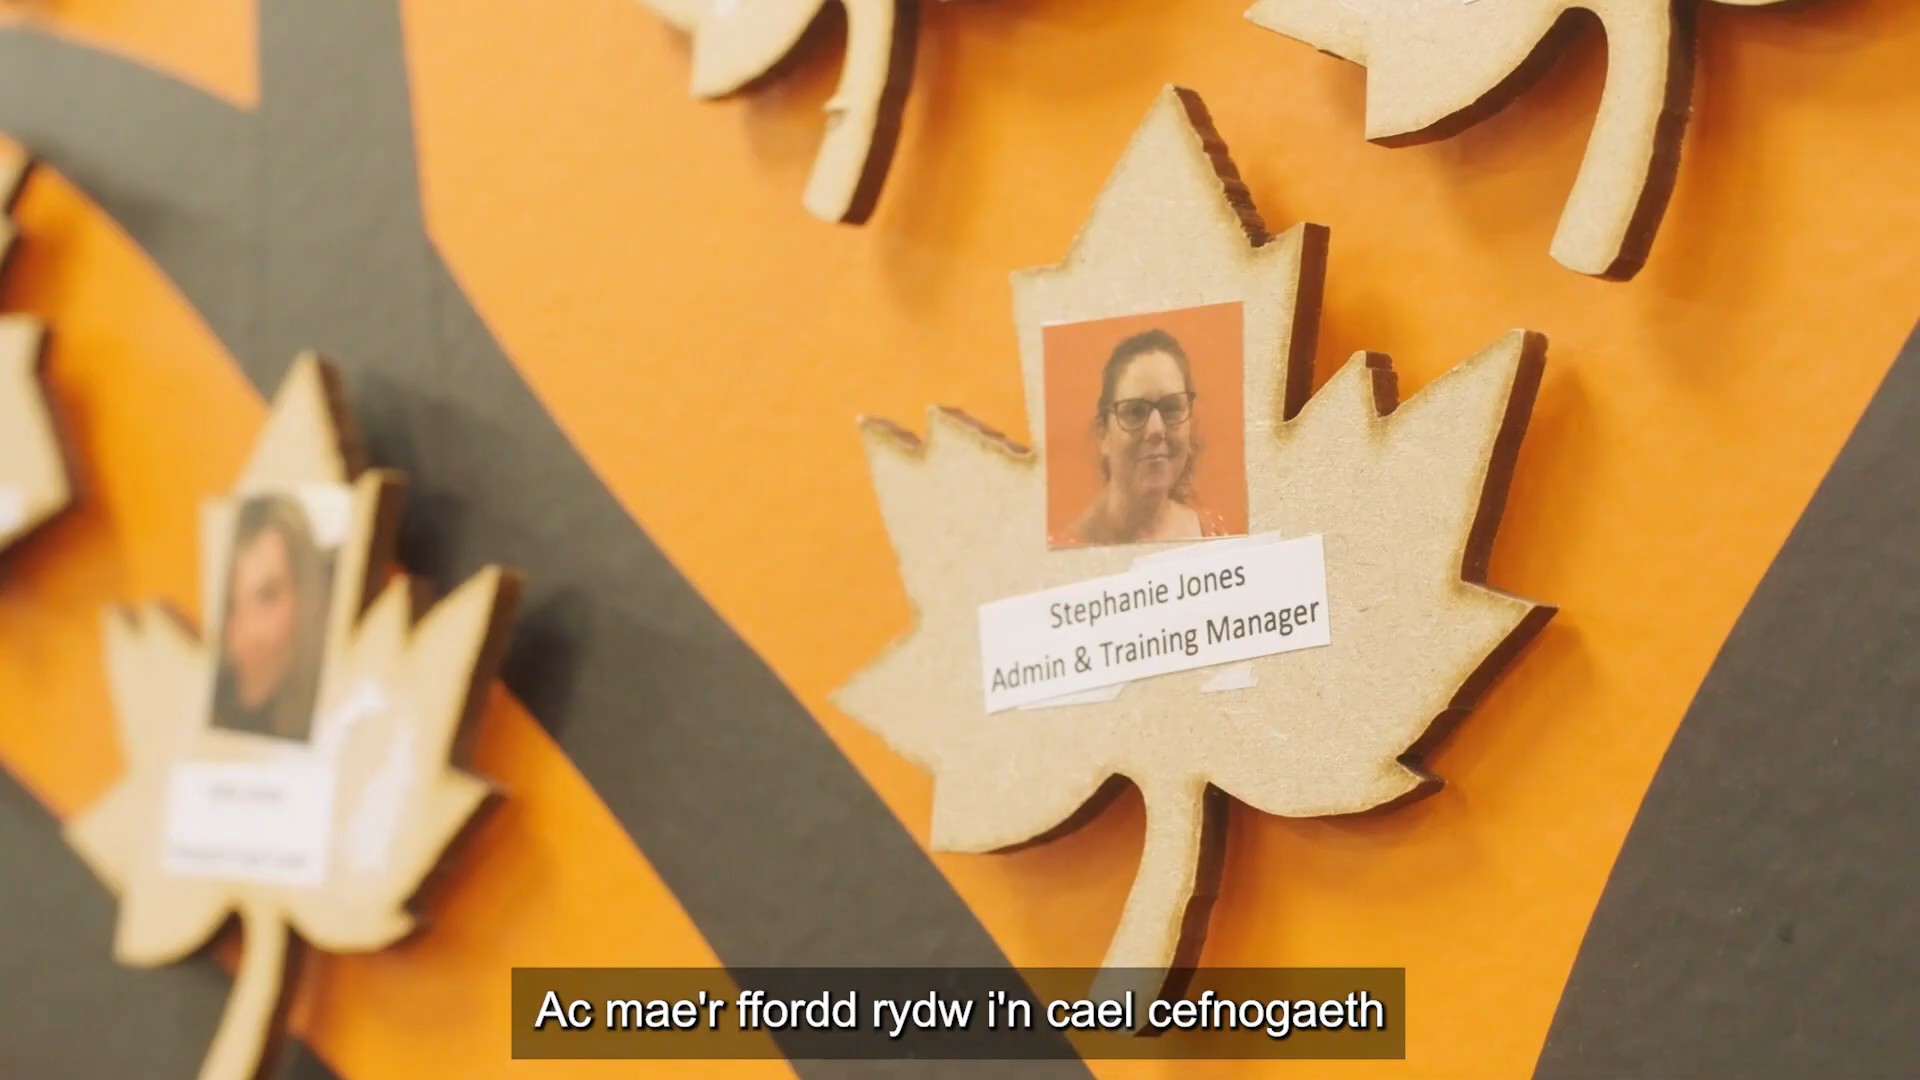 Stephanie Jones
Admin & Training Manager
Ac mae'r ffordd rydw i'n cael cefnogaeth